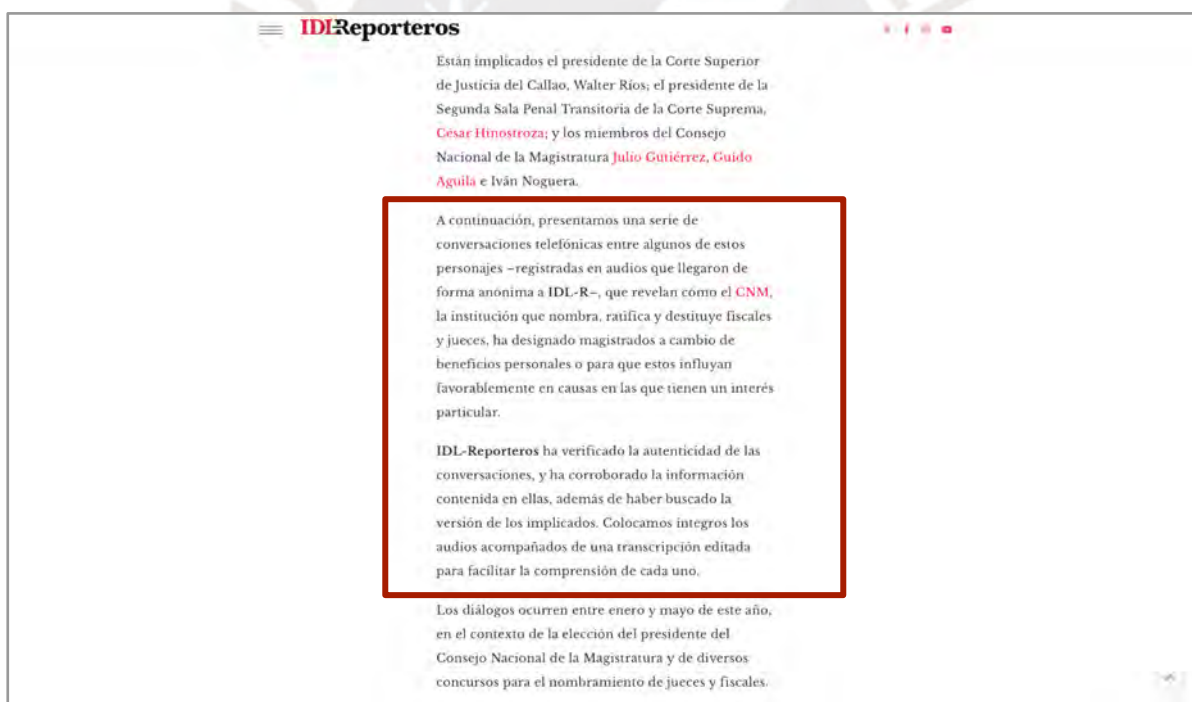 IDL-Reporteros
Están implicados el presidente de la Corte Superior
de Justicia del Callao, Walter Ríos; el presidente de la
Segunda Sala Penal Transitoria de la Corte Suprema,
César Hinostroza; y los miembros del Consejo
Nacional de la Magistratura Julio Gutiérrez, Guido
Aguila e Iván Noguera.
A continuación, presentamos una serie de
conversaciones telefónicas entre algunos de estos
personajes –registradas en audios que llegaron de
forma anónima a IDL-R–, que revelan cómo el CNM,
la institución que nombra, ratifica y destituye fiscales
y jueces, ha designado magistrados a cambio de
beneficios personales o para que estos influyan
favorablemente en causas en las que tienen un interés
particular.
IDL-Reporteros ha verificado la autenticidad de las
conversaciones, y ha corroborado la información
contenida en ellas, además de haber buscado la
versión de los implicados. Colocamos íntegros los
audios acompañados de una transcripción editada
para facilitar la comprensión de cada uno.
Los diálogos ocurren entre enero y mayo de este año,
en el contexto de la elección del presidente del
Consejo Nacional de la Magistratura y de diversos
concursos para el nombramiento de jueces y fiscales.